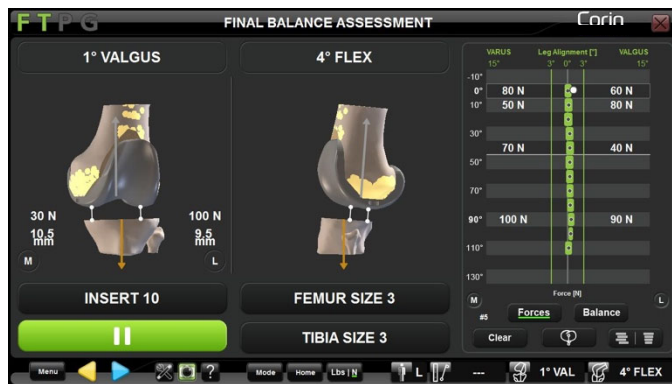 FTPG
FINAL BALANCE ASSESSMENT
Corin
1° VALGUS
4° FLEX
30 N
10.5
mm
M
100 N
9.5
mm
L
INSERT 10
FEMUR SIZE 3
TIBIA SIZE 3
VARUS Leg Alignment [°] VALGUS
15° 3° 0° 3° 15°
-10°
0° 80 N 60 N
10° 50 N 80 N
30°
70 N 40 N
50°
70°
90° 100 N 90 N
110°
130°
Force [N]
M L
#5 Forces Balance
Clear
Menu ? Mode Home Lbs | N L --- 1° VAL 4° FLEX